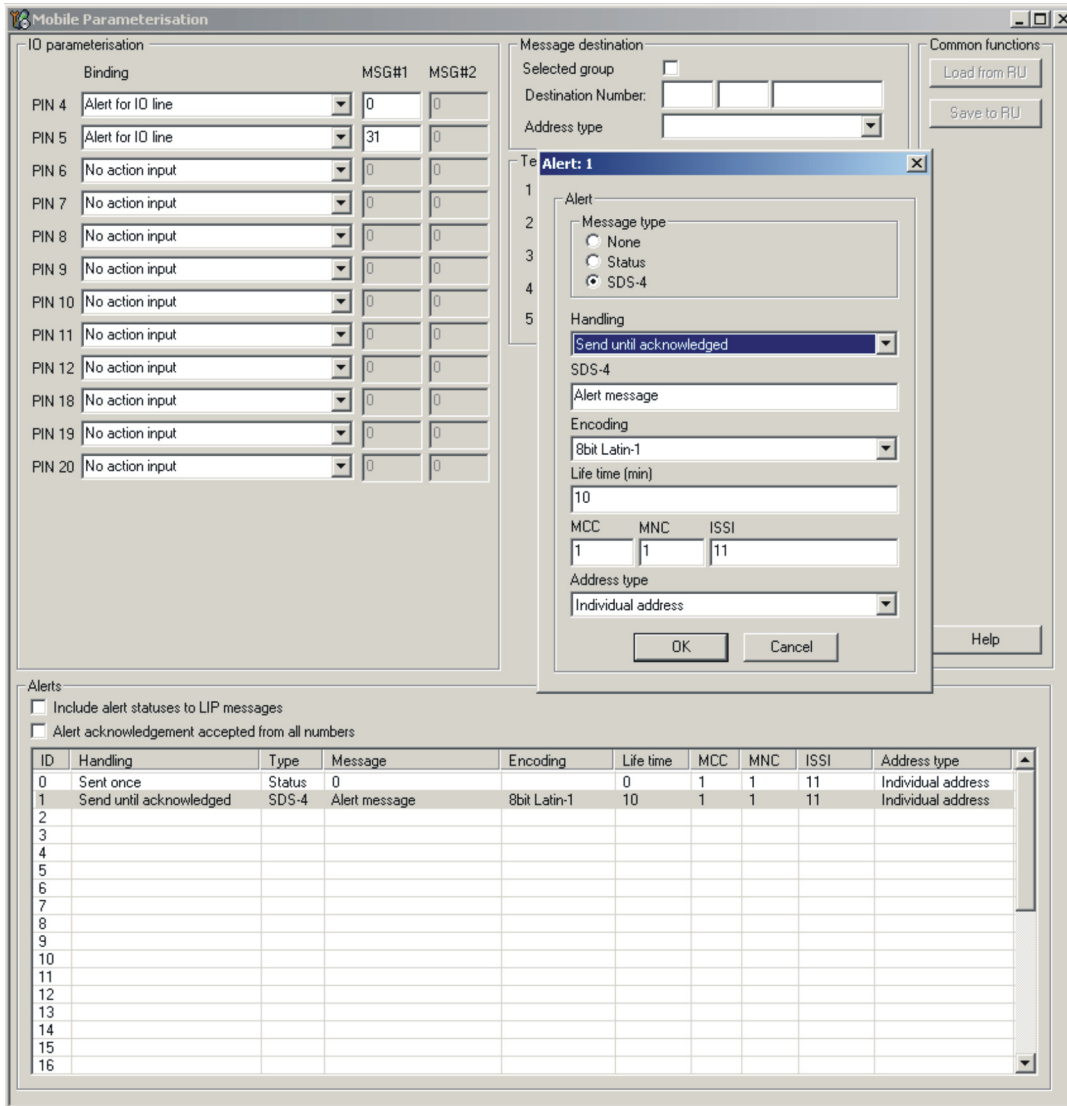 Mobile Parameterisation
IO parameterisation
Binding MSG#1 MSG#2
PIN 4 Alert for IO line 0 0
PIN 5 Alert for IO line 31 0
PIN 6 No action input 0 0
PIN 7 No action input 0 0
PIN 8 No action input 0 0
PIN 9 No action input 0 0
PIN 10 No action input 0 0
PIN 11 No action input 0 0
PIN 12 No action input 0 0
PIN 18 No action input 0 0
PIN 19 No action input 0 0
PIN 20 No action input 0 0
Message destination
Selected group
Destination Number:
Address type
Te
1
2
3
4
5
Common functions
Load from RU
Save to RU
Help
Alert: 1
Alert
Message type
None
Status
SDS-4
Handling
Send until acknowledged
SDS-4
Alert message
Encoding
8bit Latin-1
Life time (min)
10
MCC MNC ISSI
1 1 11
Address type
Individual address
OK Cancel
Alerts
Include alert statuses to LIP messages
Alert acknowledgement accepted from all numbers
ID Handling Type Message Encoding Life time MCC MNC ISSI Address type
0 Sent once Status 0 0 1 1 11 Individual address
1 Send until acknowledged SDS-4 Alert message 8bit Latin-1 10 1 1 11 Individual address
2
3
4
5
6
7
8
9
10
11
12
13
14
15
16